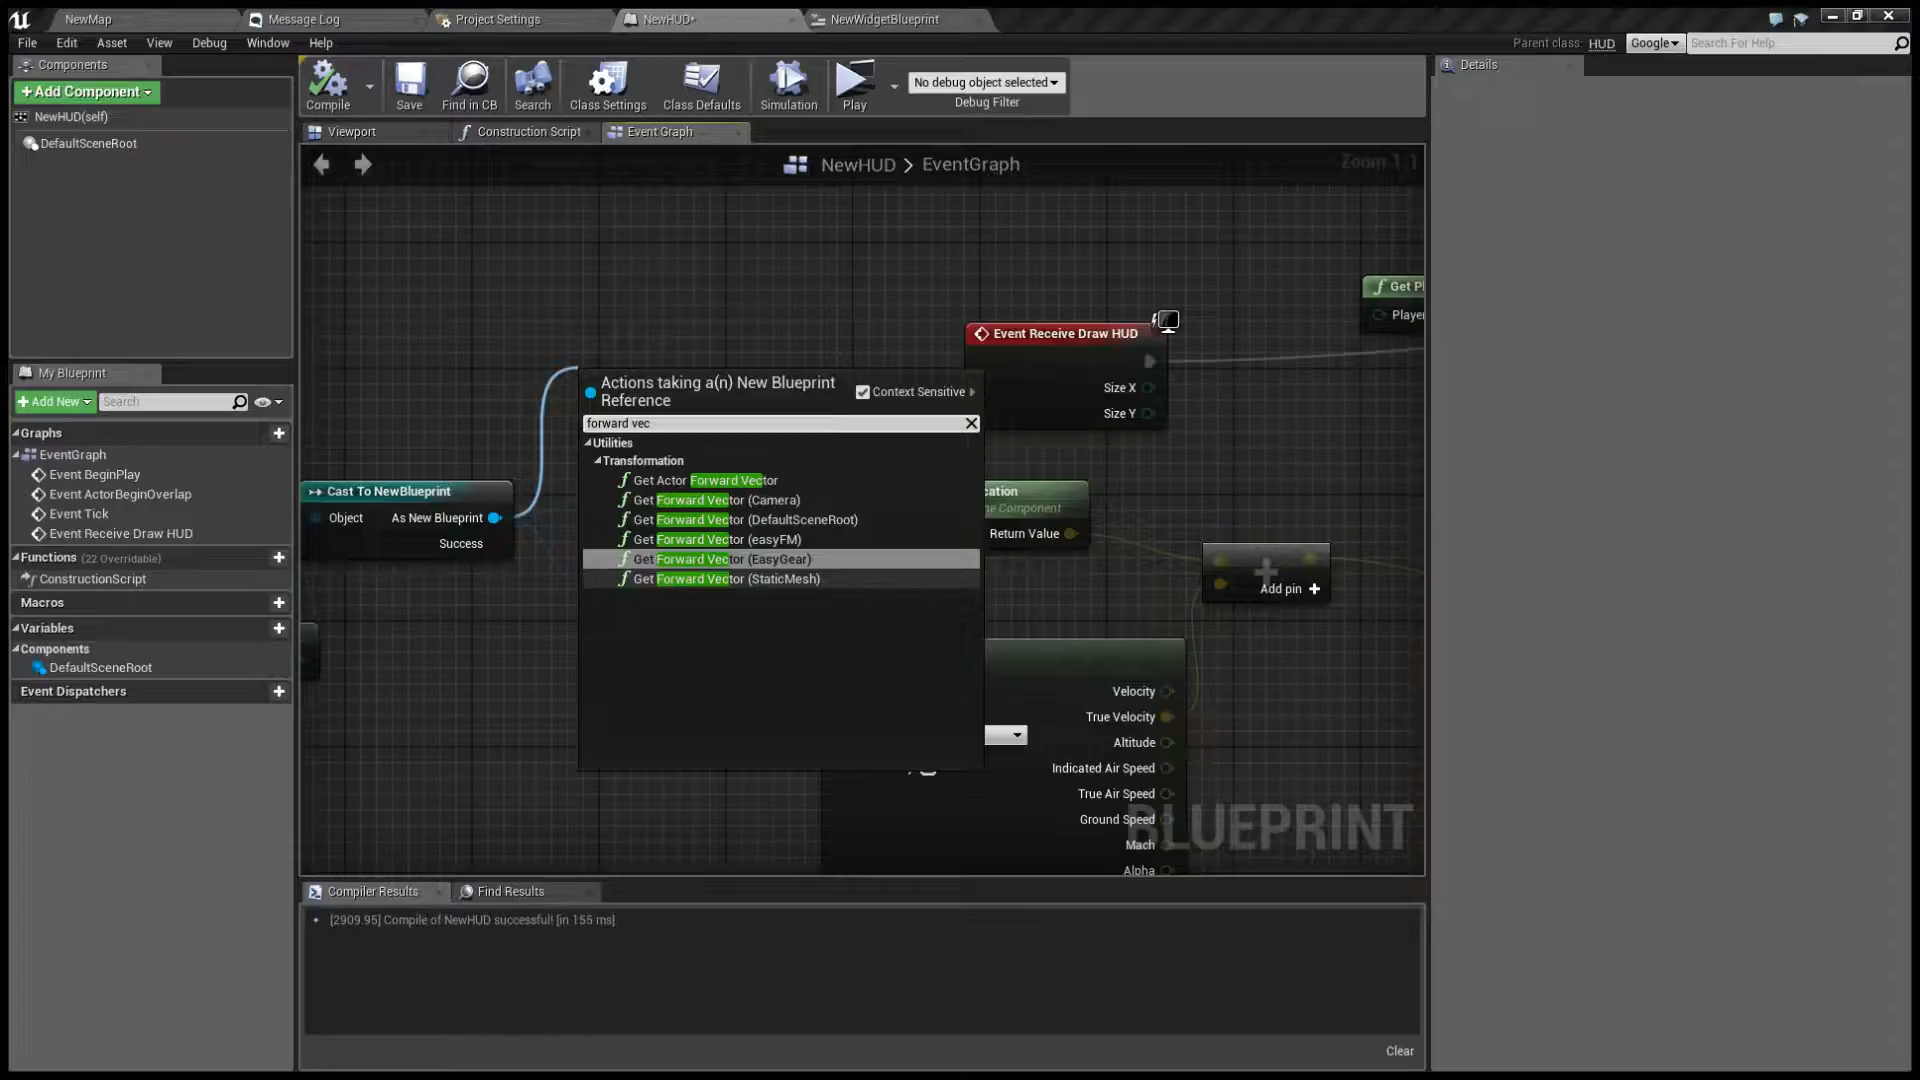 NewMap
Message Log
Project Settings
NewHUD*
NewWidgetBlueprint
File Edit Asset View Debug Window Help
Parent class: HUD
Google
Search For Help
Components
+Add Component
NewHUD(self)
DefaultSceneRoot
Compile
Save
Find in CB
Search
Class Settings
Class Defaults
Simulation
Play
No debug object selected
Debug Filter
Details
Viewport
Construction Script
Event Graph
NewHUD > EventGraph
Zoom 1:1
My Blueprint
+Add New
Search
Graphs
EventGraph
Event BeginPlay
Event ActorBeginOverlap
Event Tick
Event Receive Draw HUD
Functions (22 Overridable)
ConstructionScript
Macros
Variables
Components
DefaultSceneRoot
Event Dispatchers
Cast To NewBlueprint
Object
As New Blueprint
Success
Actions taking a(n) New Blueprint
Reference
Context Sensitive
forward vec
Utilities
Transformation
Get Actor Forward Vector
Get Forward Vector (Camera)
Get Forward Vector (DefaultSceneRoot)
Get Forward Vector (easyFM)
Get Forward Vector (EasyGear)
Get Forward Vector (StaticMesh)
Event Receive Draw HUD
Size X
Size Y
Get Pl
Player
cation
ne Component
Return Value
Add pin +
Velocity
True Velocity
Altitude
Indicated Air Speed
True Air Speed
Ground Speed
Mach
Alpha
BLUEPRINT
Compiler Results
Find Results
[2909.95] Compile of NewHUD successful! [in 155 ms]
Clear